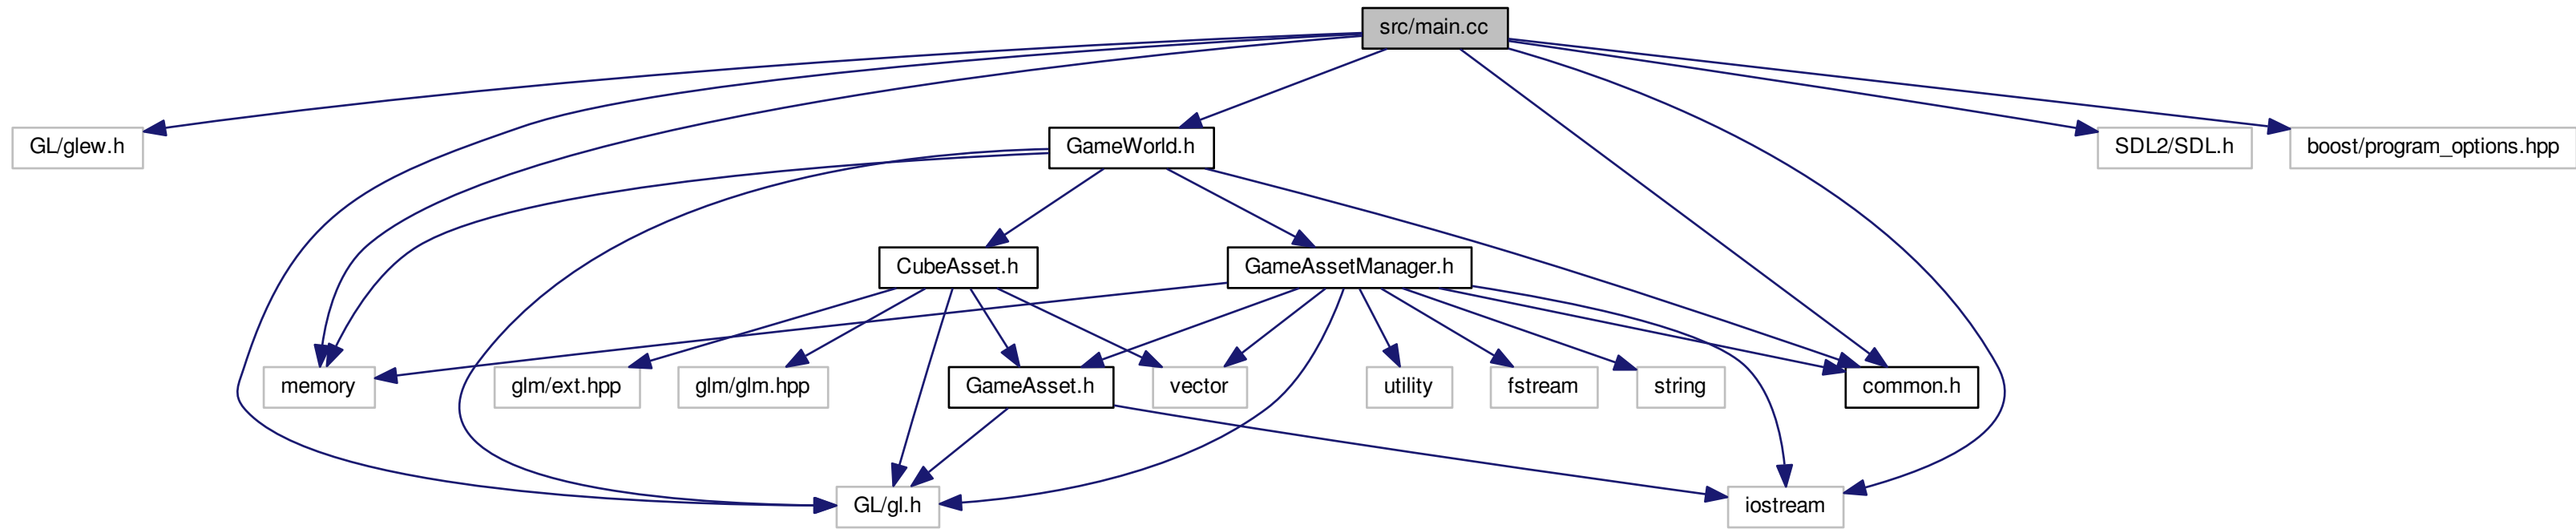 src/main.cc
GL/glew.h
GameWorld.h
SDL2/SDL.h
boost/program_options.hpp
CubeAsset.h
GameAssetManager.h
memory
glm/ext.hpp
glm/glm.hpp
GameAsset.h
vector
utility
fstream
string
common.h
GL/gl.h
iostream